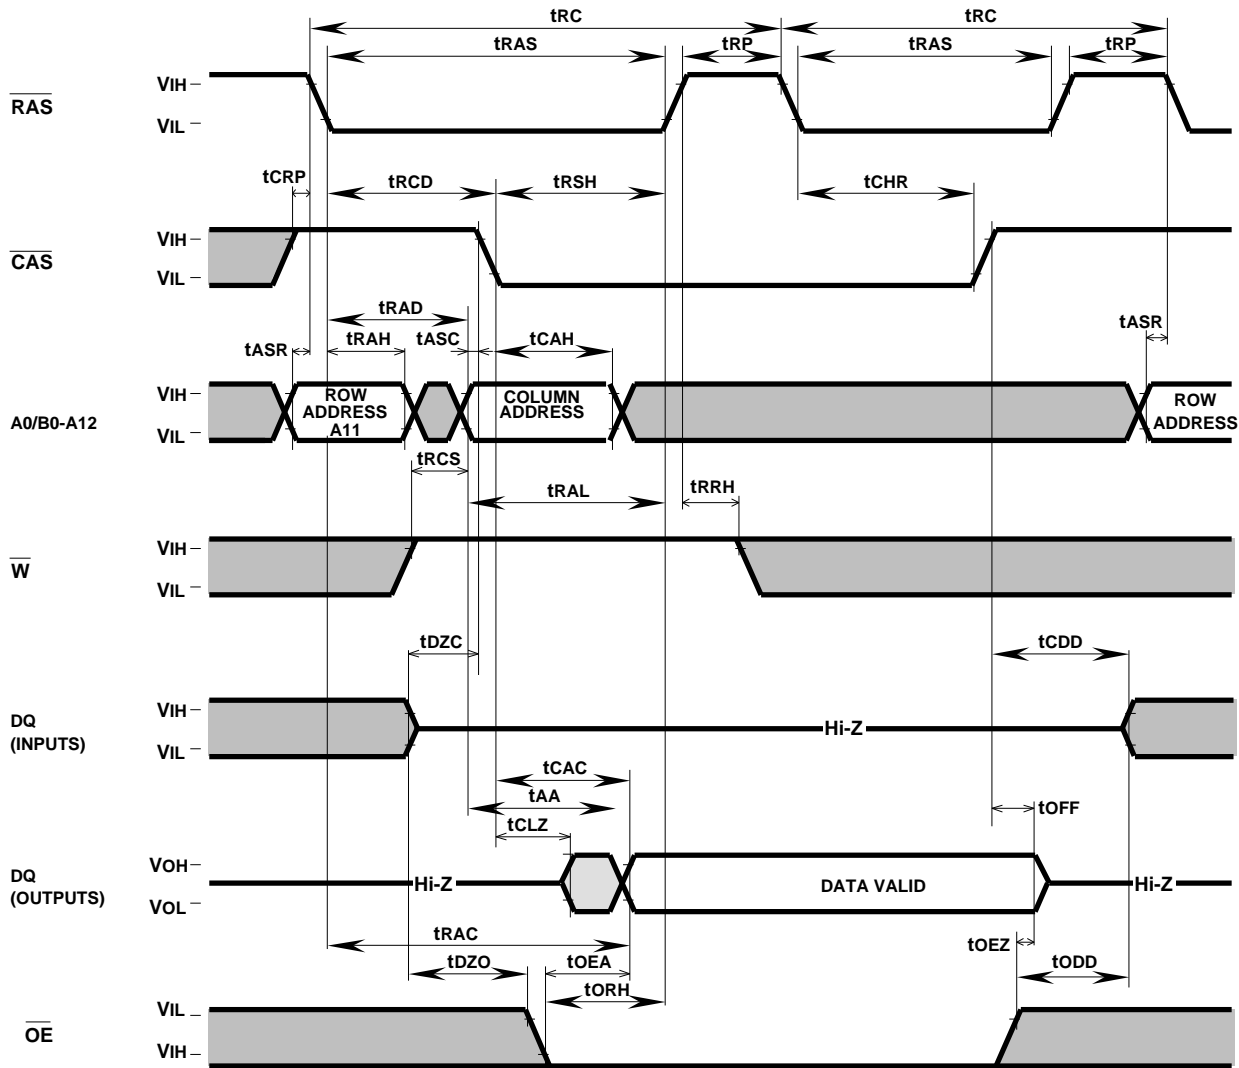 tRC tRC
tRAS tRP tRAS tRP
VIH
RAS
VIL
tCRP tRCD tRSH tCHR
VIH
CAS
VIL
tRAD
tASR tRAH tASC tCAH tASR
VIH ROW COLUMN ROW
A0/B0-A12 ADDRESS ADDRESS ADDRESS
VIL A11
tRCS
tRAL tRRH
VIH
W
VIL
tDZC tCDD
VIH
DQ Hi-Z
(INPUTS) VIL
tCAC
tAA tOFF
tCLZ
VOH
DQ Hi-Z DATA VALID Hi-Z
(OUTPUTS) VOL
tRAC tOEZ
tDZO tOEA tODD
tORH
VIL
OE
VIH